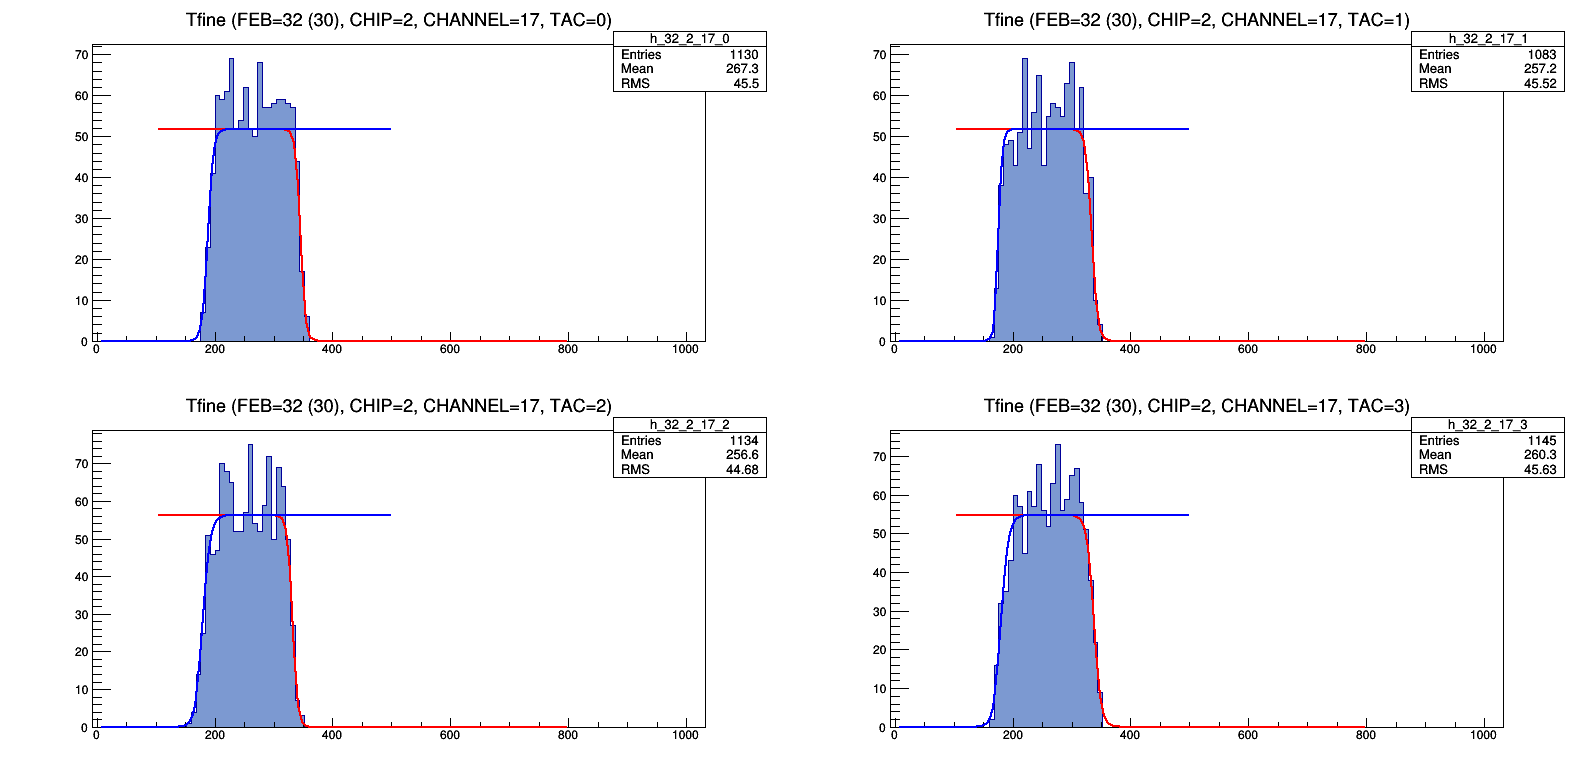 Tfine (FEB=32 (30), CHIP=2, CHANNEL=17, TAC=0)
h_32_2_17_0
Entries 1130
Mean 267.3
RMS 45.5
70
60
50
40
30
20
10
0
0 200 400 600 800 1000
Tfine (FEB=32 (30), CHIP=2, CHANNEL=17, TAC=1)
h_32_2_17_1
Entries 1083
Mean 257.2
RMS 45.52
70
60
50
40
30
20
10
0
0 200 400 600 800 1000
Tfine (FEB=32 (30), CHIP=2, CHANNEL=17, TAC=2)
h_32_2_17_2
Entries 1134
Mean 256.6
RMS 44.68
70
60
50
40
30
20
10
0
0 200 400 600 800 1000
Tfine (FEB=32 (30), CHIP=2, CHANNEL=17, TAC=3)
h_32_2_17_3
Entries 1145
Mean 260.3
RMS 45.63
70
60
50
40
30
20
10
0
0 200 400 600 800 1000